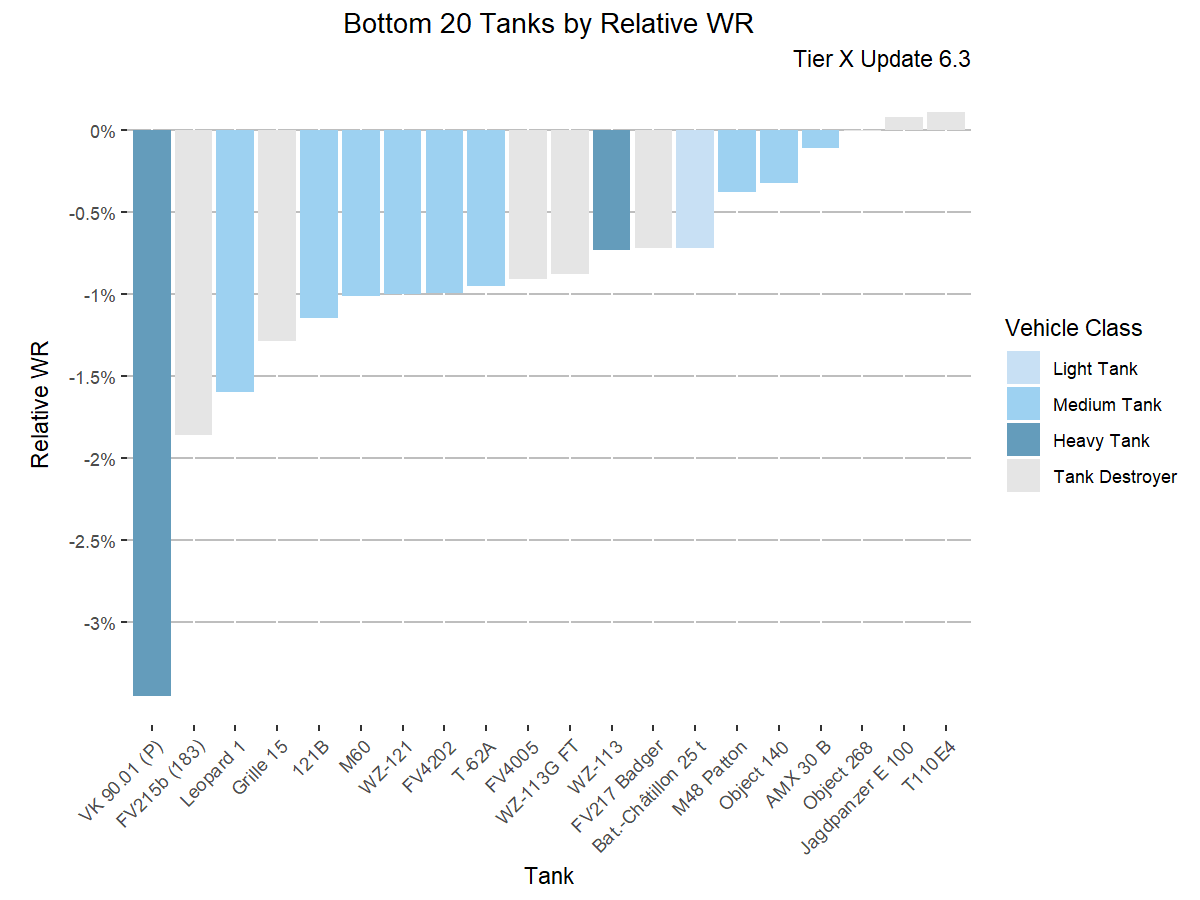 Bottom 20 Tanks by Relative WR
Tier X Update 6.3
0%
-0.5%
-1%
-1.5%
-2%
-2.5%
-3%
Relative WR
VK 90.01 (P)
FV215b (183)
Leopard 1
Grille 15
121B
M60
WZ-121
FV4202
T-62A
FV4005
WZ-113G FT
WZ-113
FV217 Badger
Bat.-Châtillon 25 t
M48 Patton
Object 140
AMX 30 B
Object 268
Jagdpanzer E 100
T110E4
Tank
Vehicle Class
Light Tank
Medium Tank
Heavy Tank
Tank Destroyer